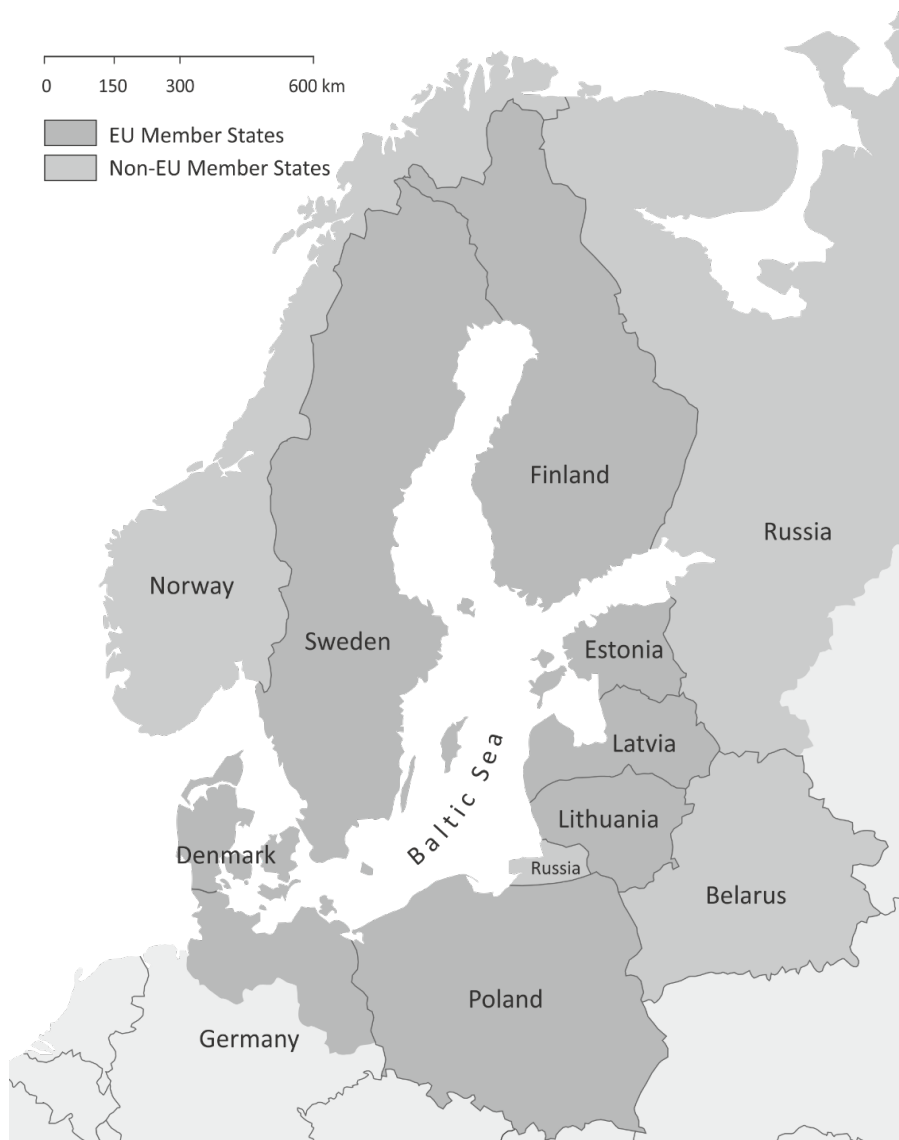 0 150 300 600 km
EU Member States
Non-EU Member States
Finland
Russia
Norway
Sweden
Estonia
Latvia
Baltic Sea
Lithuania
Denmark
Russia
Belarus
Poland
Germany